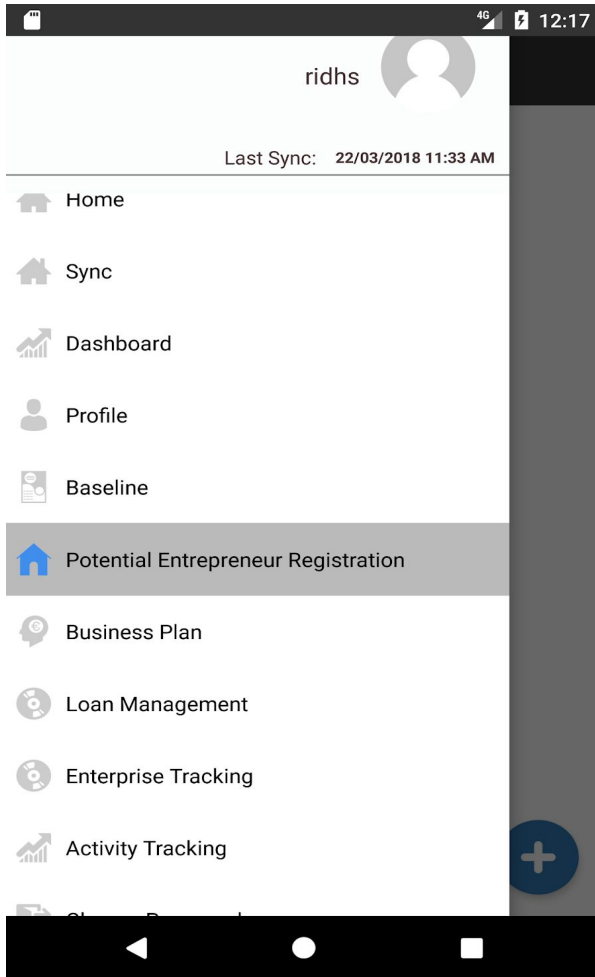 4G 12:17
ridhs
Last Sync: 22/03/2018 11:33 AM
Home
Sync
Dashboard
Profile
Baseline
Potential Entrepreneur Registration
Business Plan
Loan Management
Enterprise Tracking
Activity Tracking